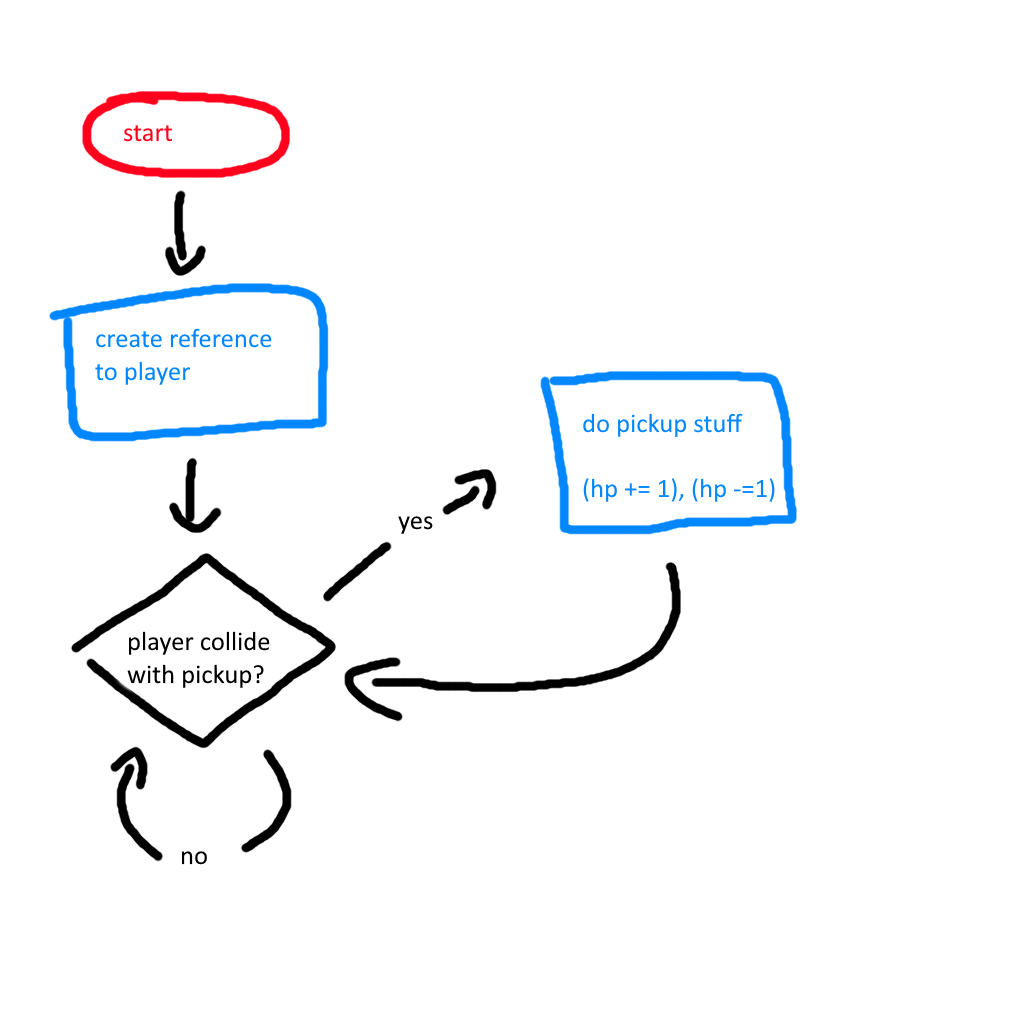 start
create reference
to player
do pickup stuff
(hp += 1), (hp -=1)
yes
player collide
with pickup?
no